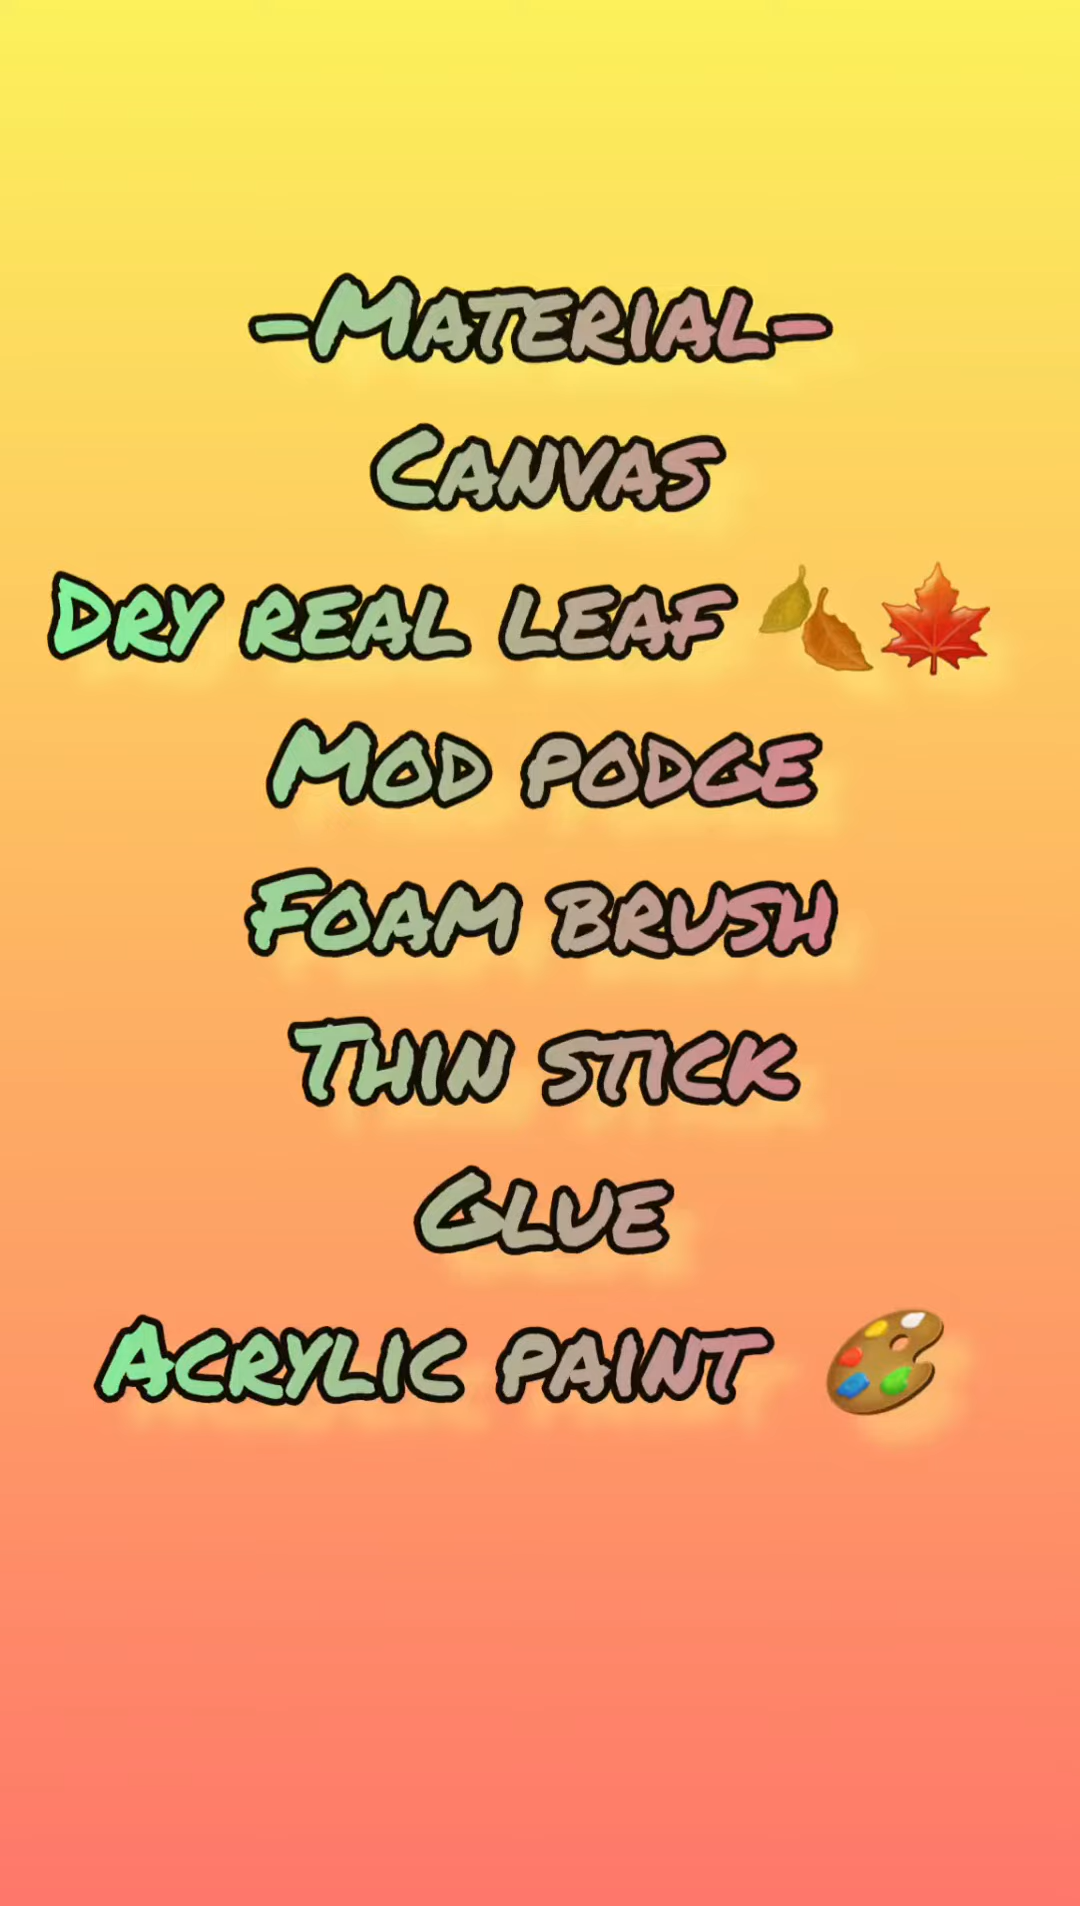 -Material-
Canvas
Dry real leaf 🍂🍁
Mod podge
Foam brush
Thin stick
Glue
Acrylic paint 🎨